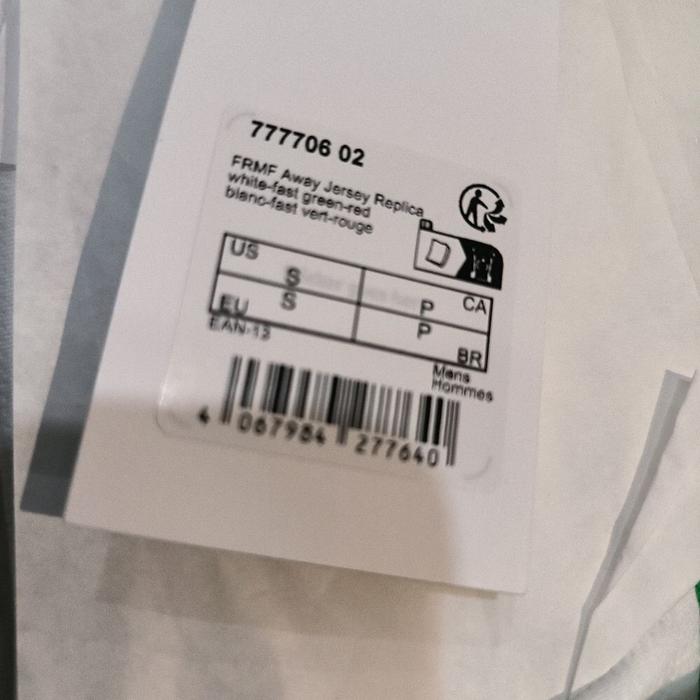 777706 02
FRMF Away Jersey Replica
white-fast green-red
blanc-fast vert-rouge
US S P CA
EU S P BR
EAN-13
Mens
Hommes
4 067984 277640